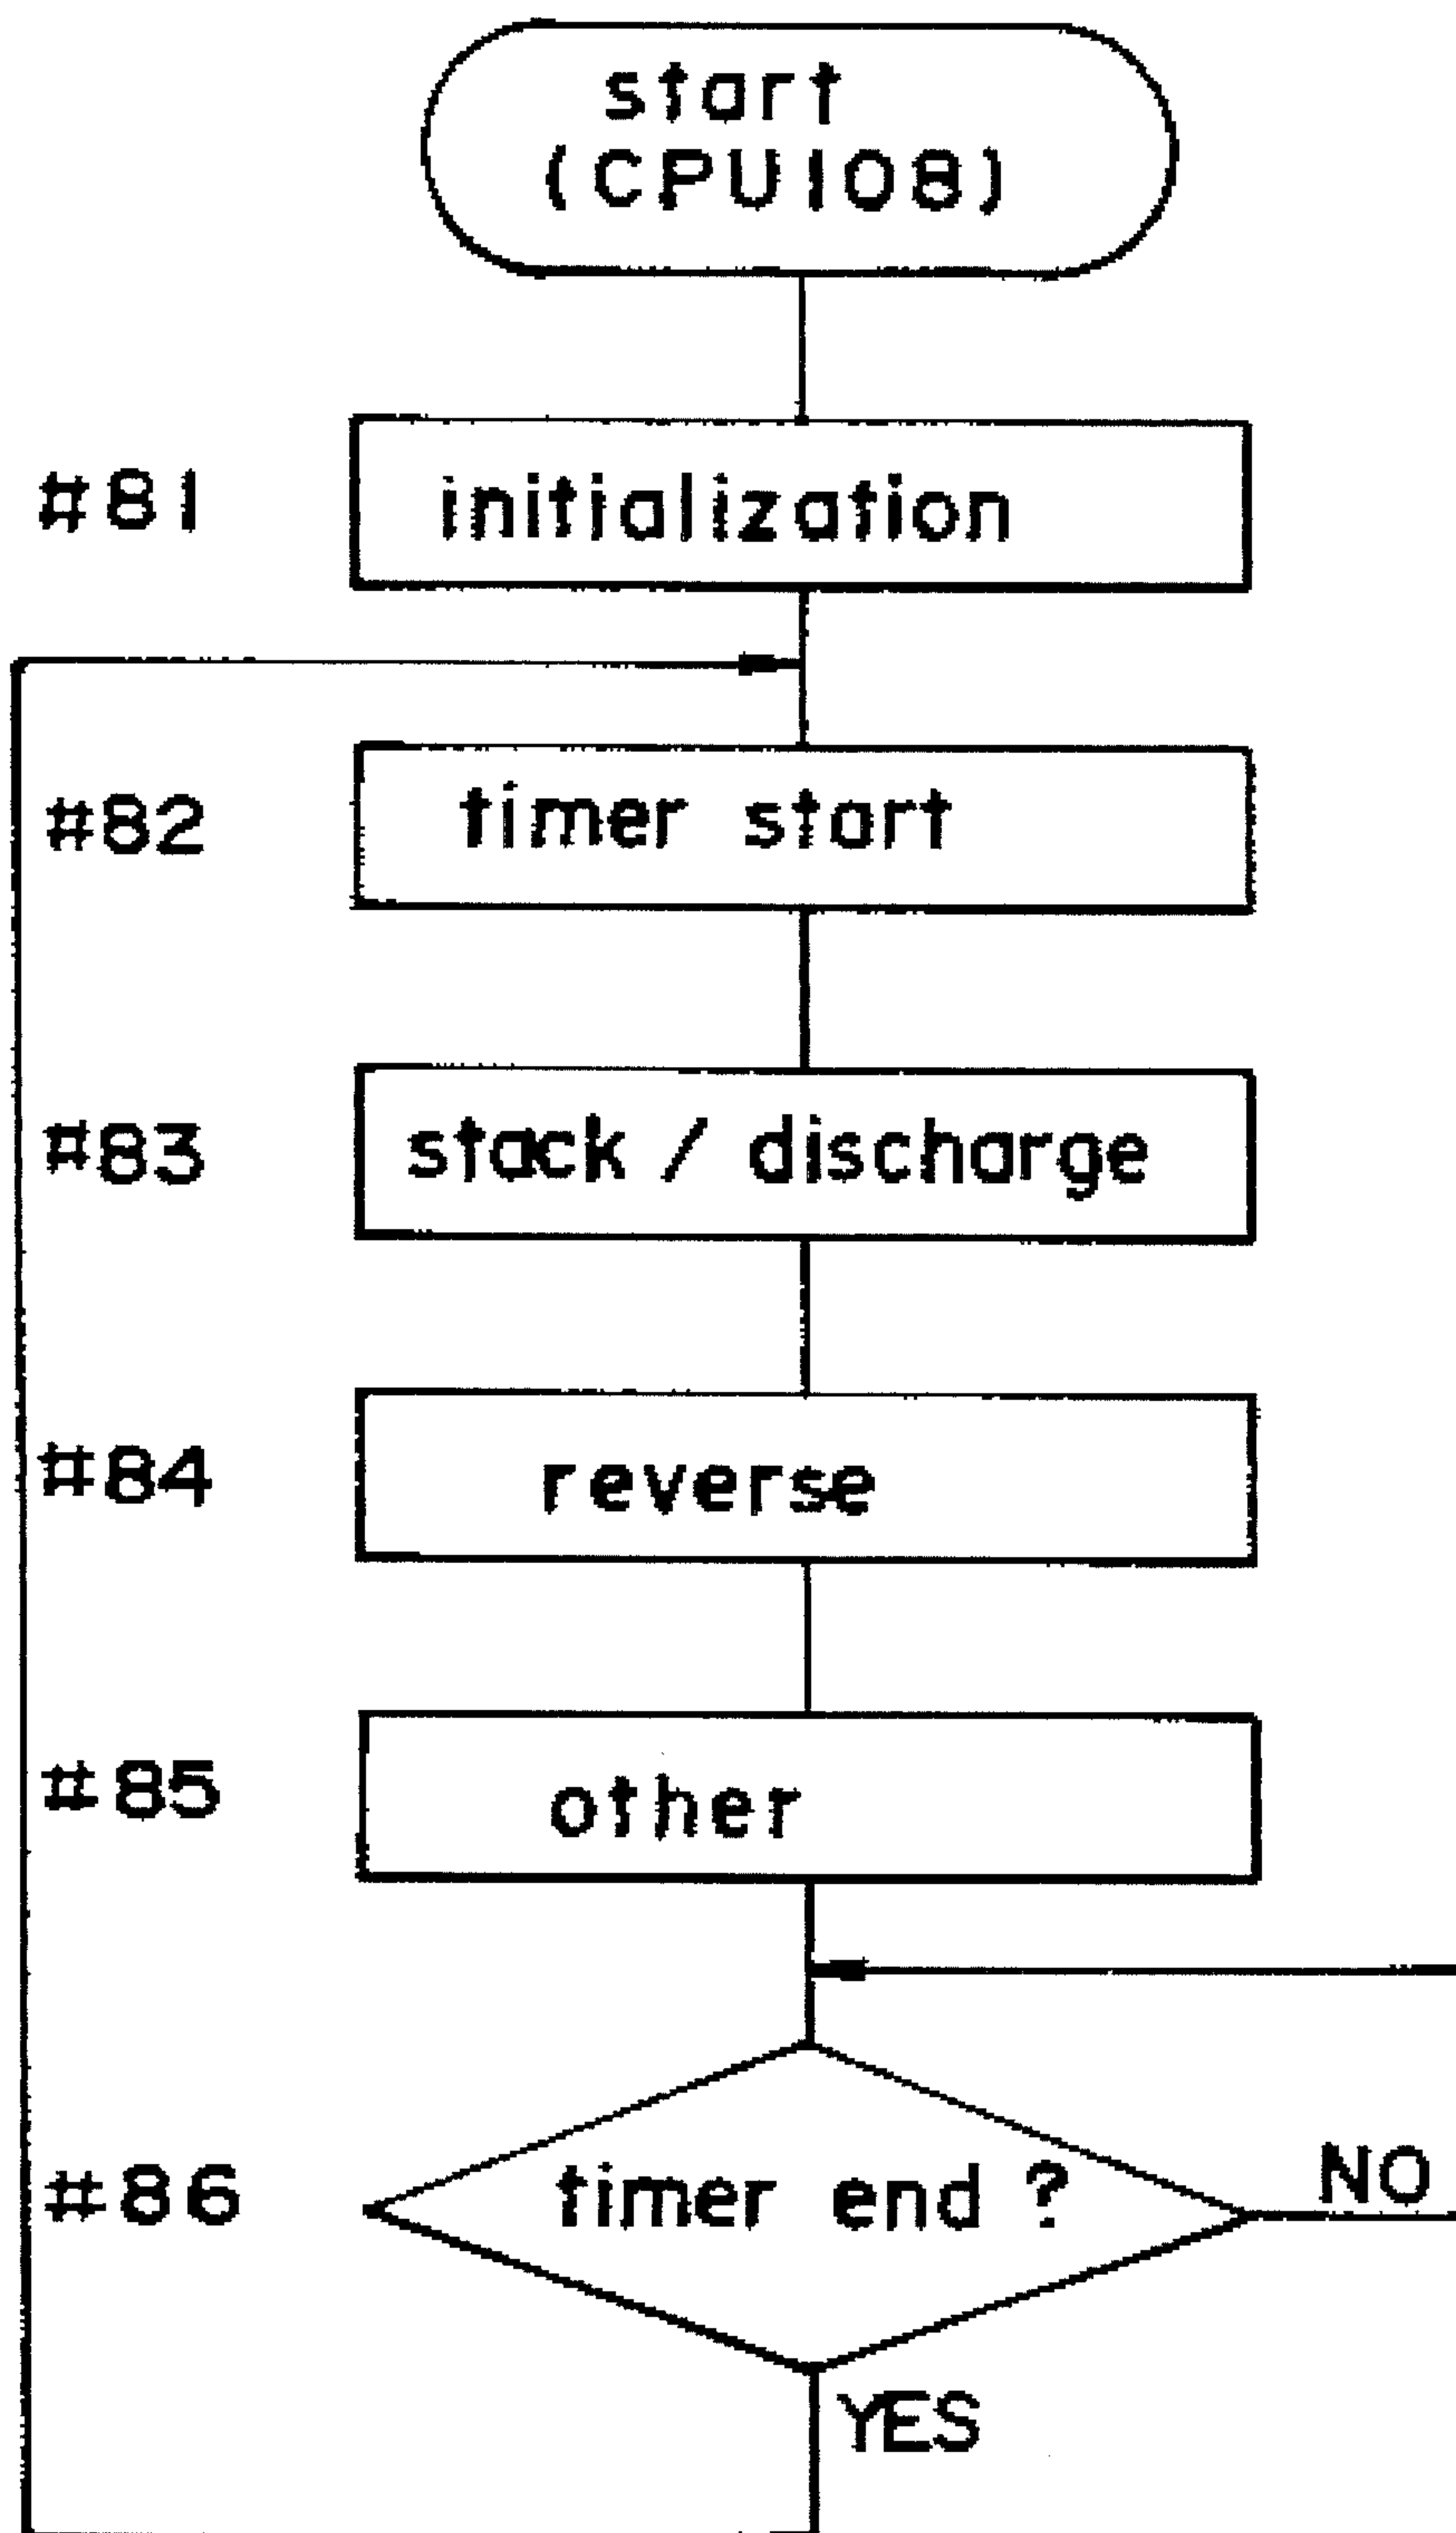 start
(CPU108)
#81 initialization
#82 timer start
#83 stack / discharge
#84 reverse
#85 other
#86 timer end ? NO
YES